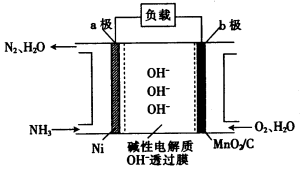 负载
a极
b极
N₂、H₂O
OH⁻
OH⁻
OH⁻
NH₃
O₂、H₂O
Ni
碱性电解质
OH⁻透过膜
MnO₂/C